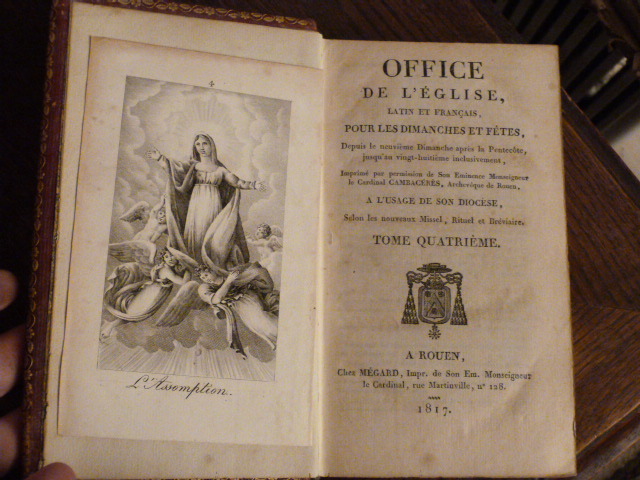 L'Assomption.
OFFICE
DE L'ÉGLISE,
LATIN ET FRANÇAIS,
POUR LES DIMANCHES ET FÊTES,
Depuis le neuvième Dimanche après la Pentecôte,
jusqu'au vingt-huitième inclusivement,
Imprimé par permission de Son Eminence Monseigneur
le Cardinal CAMBACÉRÈS, Archevêque de Rouen,
A L'USAGE DE SON DIOCÈSE,
Selon les nouveaux Missel, Rituel et Bréviaire.
TOME QUATRIÈME.
A ROUEN,
Chez MÉGARD, Impr. de Son Em. Monseigneur
le Cardinal, rue Martinville, n° 128.
1817.